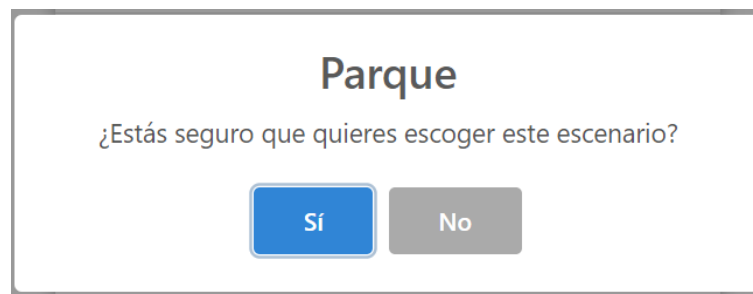 Parque
¿Estás seguro que quieres escoger este escenario?
Sí No